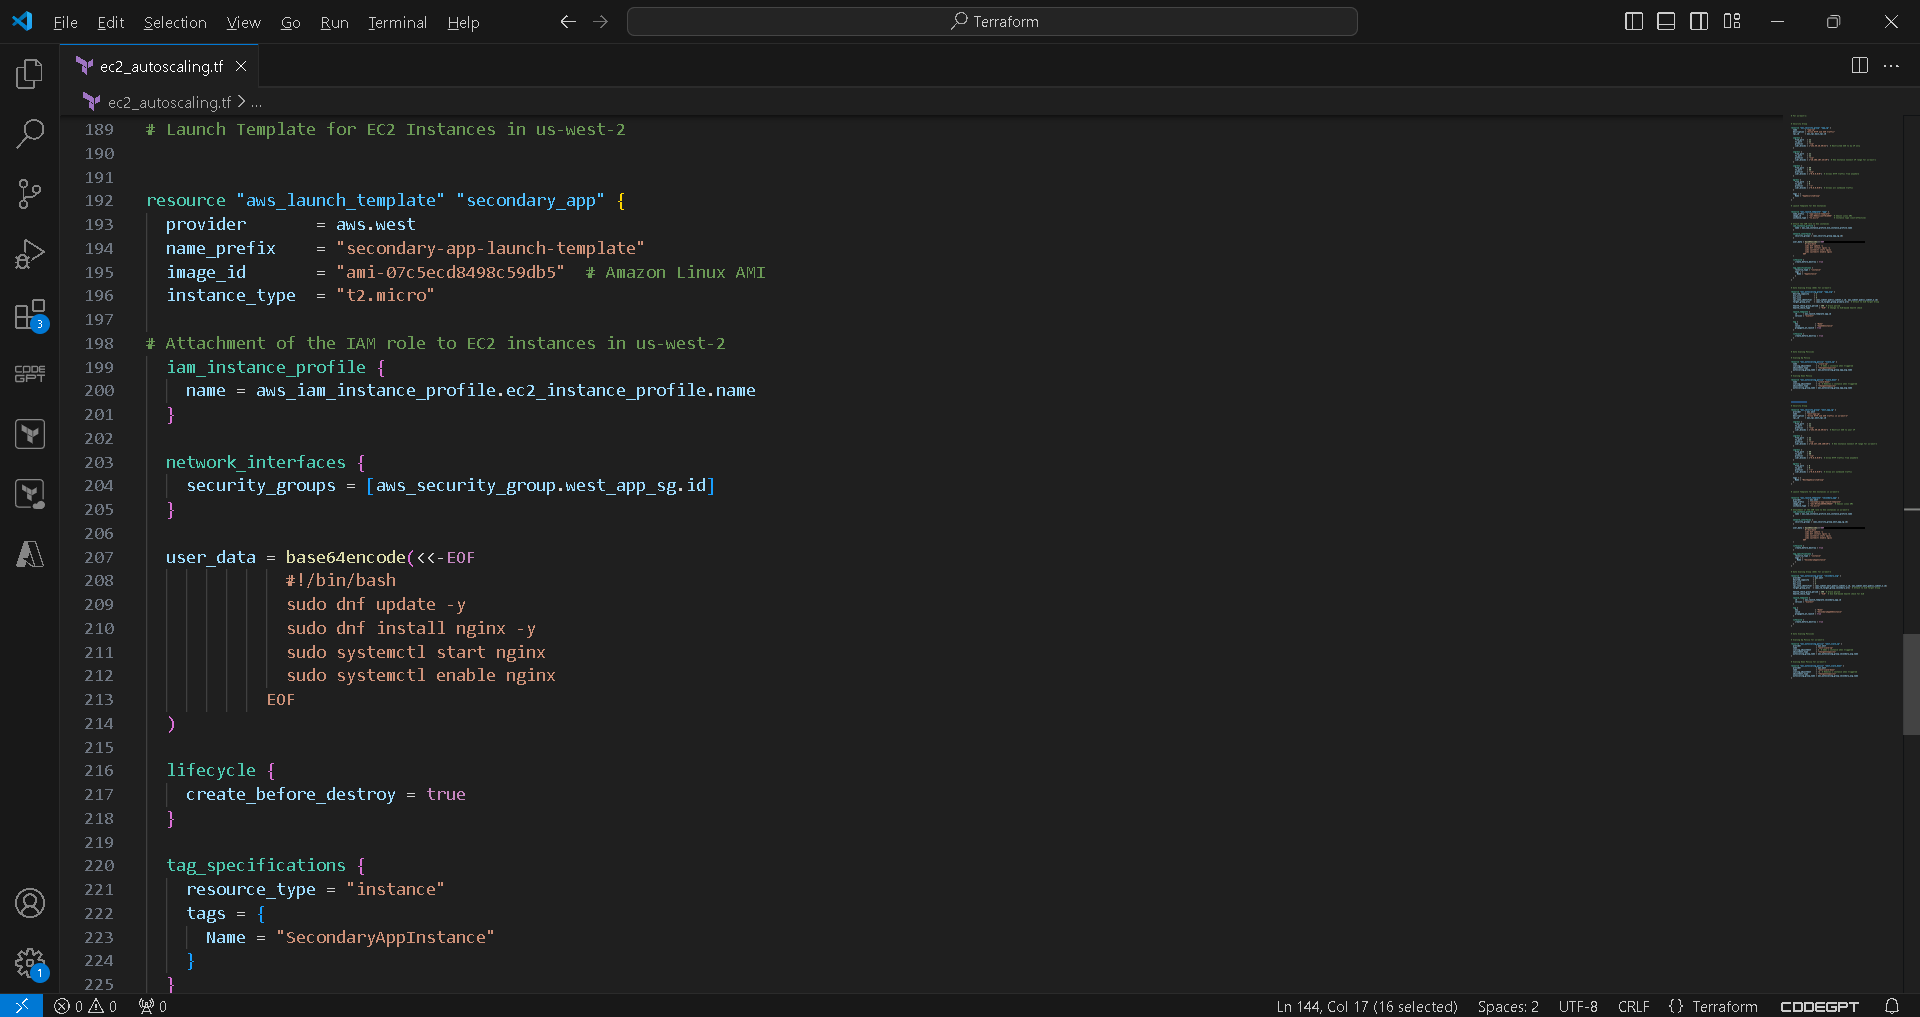 File Edit Selection View Go Run Terminal Help
Terraform
ec2_autoscaling.tf
ec2_autoscaling.tf > ...
189 # Launch Template for EC2 Instances in us-west-2
190
191
192 resource "aws_launch_template" "secondary_app" {
193 provider = aws.west
194 name_prefix = "secondary-app-launch-template"
195 image_id = "ami-07c5ecd8498c59db5" # Amazon Linux AMI
196 instance_type = "t2.micro"
197
198 # Attachment of the IAM role to EC2 instances in us-west-2
199 iam_instance_profile {
200 name = aws_iam_instance_profile.ec2_instance_profile.name
201 }
202
203 network_interfaces {
204 security_groups = [aws_security_group.west_app_sg.id]
205 }
206
207 user_data = base64encode(<<-EOF
208 #!/bin/bash
209 sudo dnf update -y
210 sudo dnf install nginx -y
211 sudo systemctl start nginx
212 sudo systemctl enable nginx
213 EOF
214 )
215
216 lifecycle {
217 create_before_destroy = true
218 }
219
220 tag_specifications {
221 resource_type = "instance"
222 tags = {
223 Name = "SecondaryAppInstance"
224 }
225 }
3
CODE
GPT
1
0 0 0 Ln 144, Col 17 (16 selected) Spaces: 2 UTF-8 CRLF {} Terraform CODEGPT